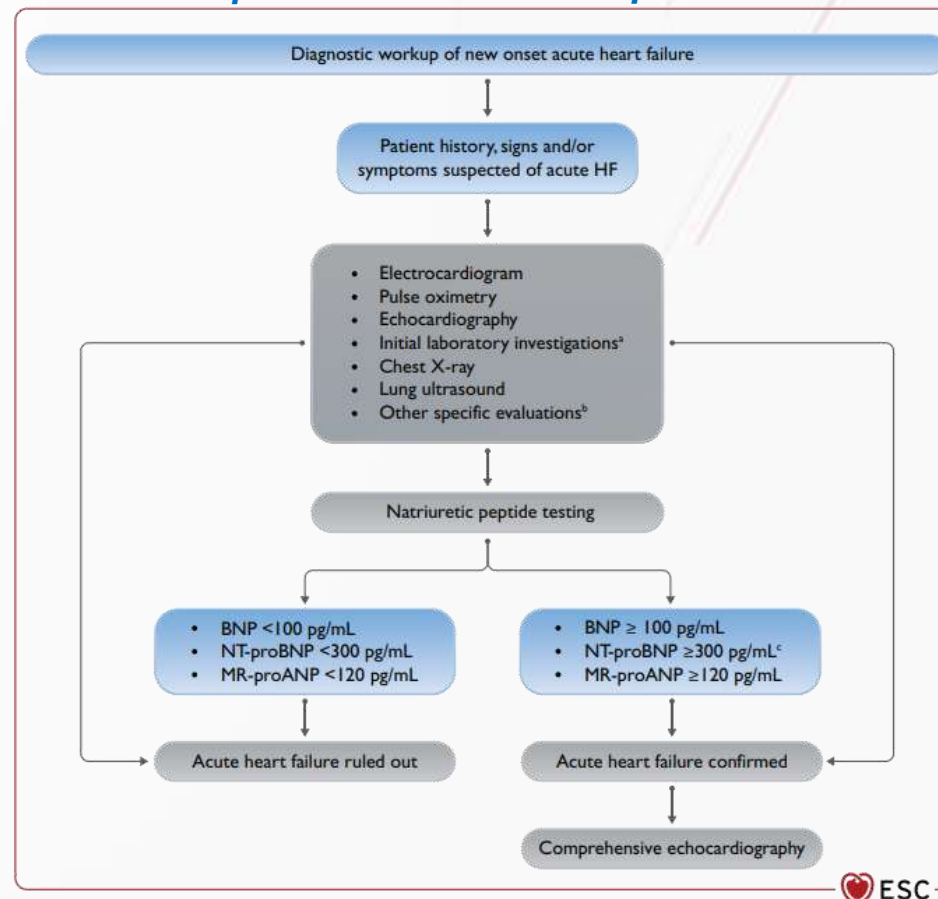 Diagnostic workup of new onset acute heart failure
Patient history, signs and/or
symptoms suspected of acute HF
• Electrocardiogram
• Pulse oximetry
• Echocardiography
• Initial laboratory investigationsᵃ
• Chest X-ray
• Lung ultrasound
• Other specific evaluationsᵇ
Natriuretic peptide testing
• BNP <100 pg/mL
• NT-proBNP <300 pg/mL
• MR-proANP <120 pg/mL
• BNP ≥ 100 pg/mL
• NT-proBNP ≥300 pg/mLᶜ
• MR-proANP ≥120 pg/mL
Acute heart failure ruled out
Acute heart failure confirmed
Comprehensive echocardiography
ESC